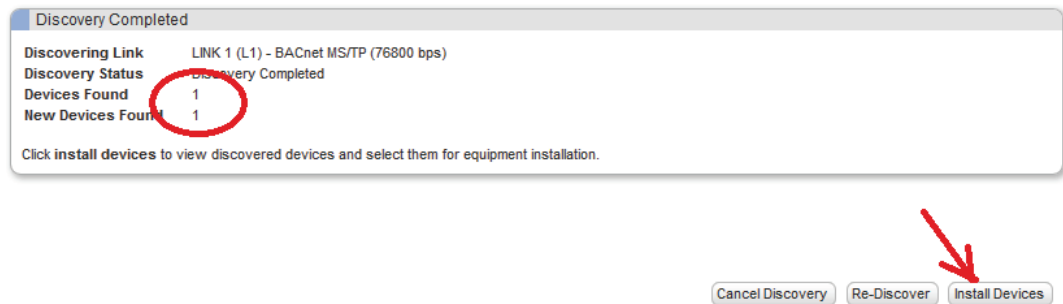 Discovery Completed
Discovering Link LINK 1 (L1) - BACnet MS/TP (76800 bps)
Discovery Status Discovery Completed
Devices Found 1
New Devices Found 1
Click install devices to view discovered devices and select them for equipment installation.
Cancel Discovery Re-Discover Install Devices